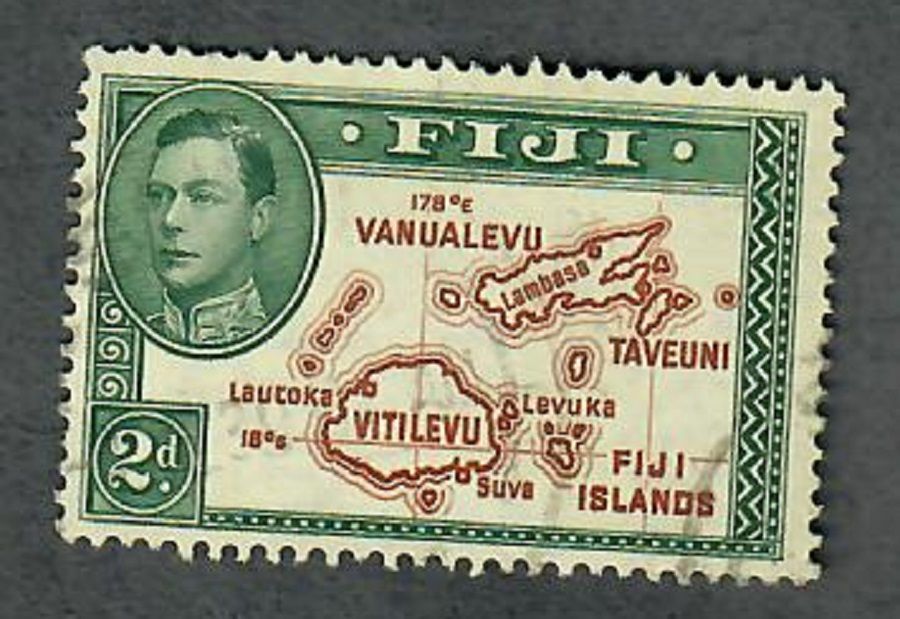 · FIJI ·
178°E
VANUALEVU
Lambasa
TAVEUNI
Lautoka
Levuka
VITILEVU
18°S
FIJI
ISLANDS
Suva
2d.